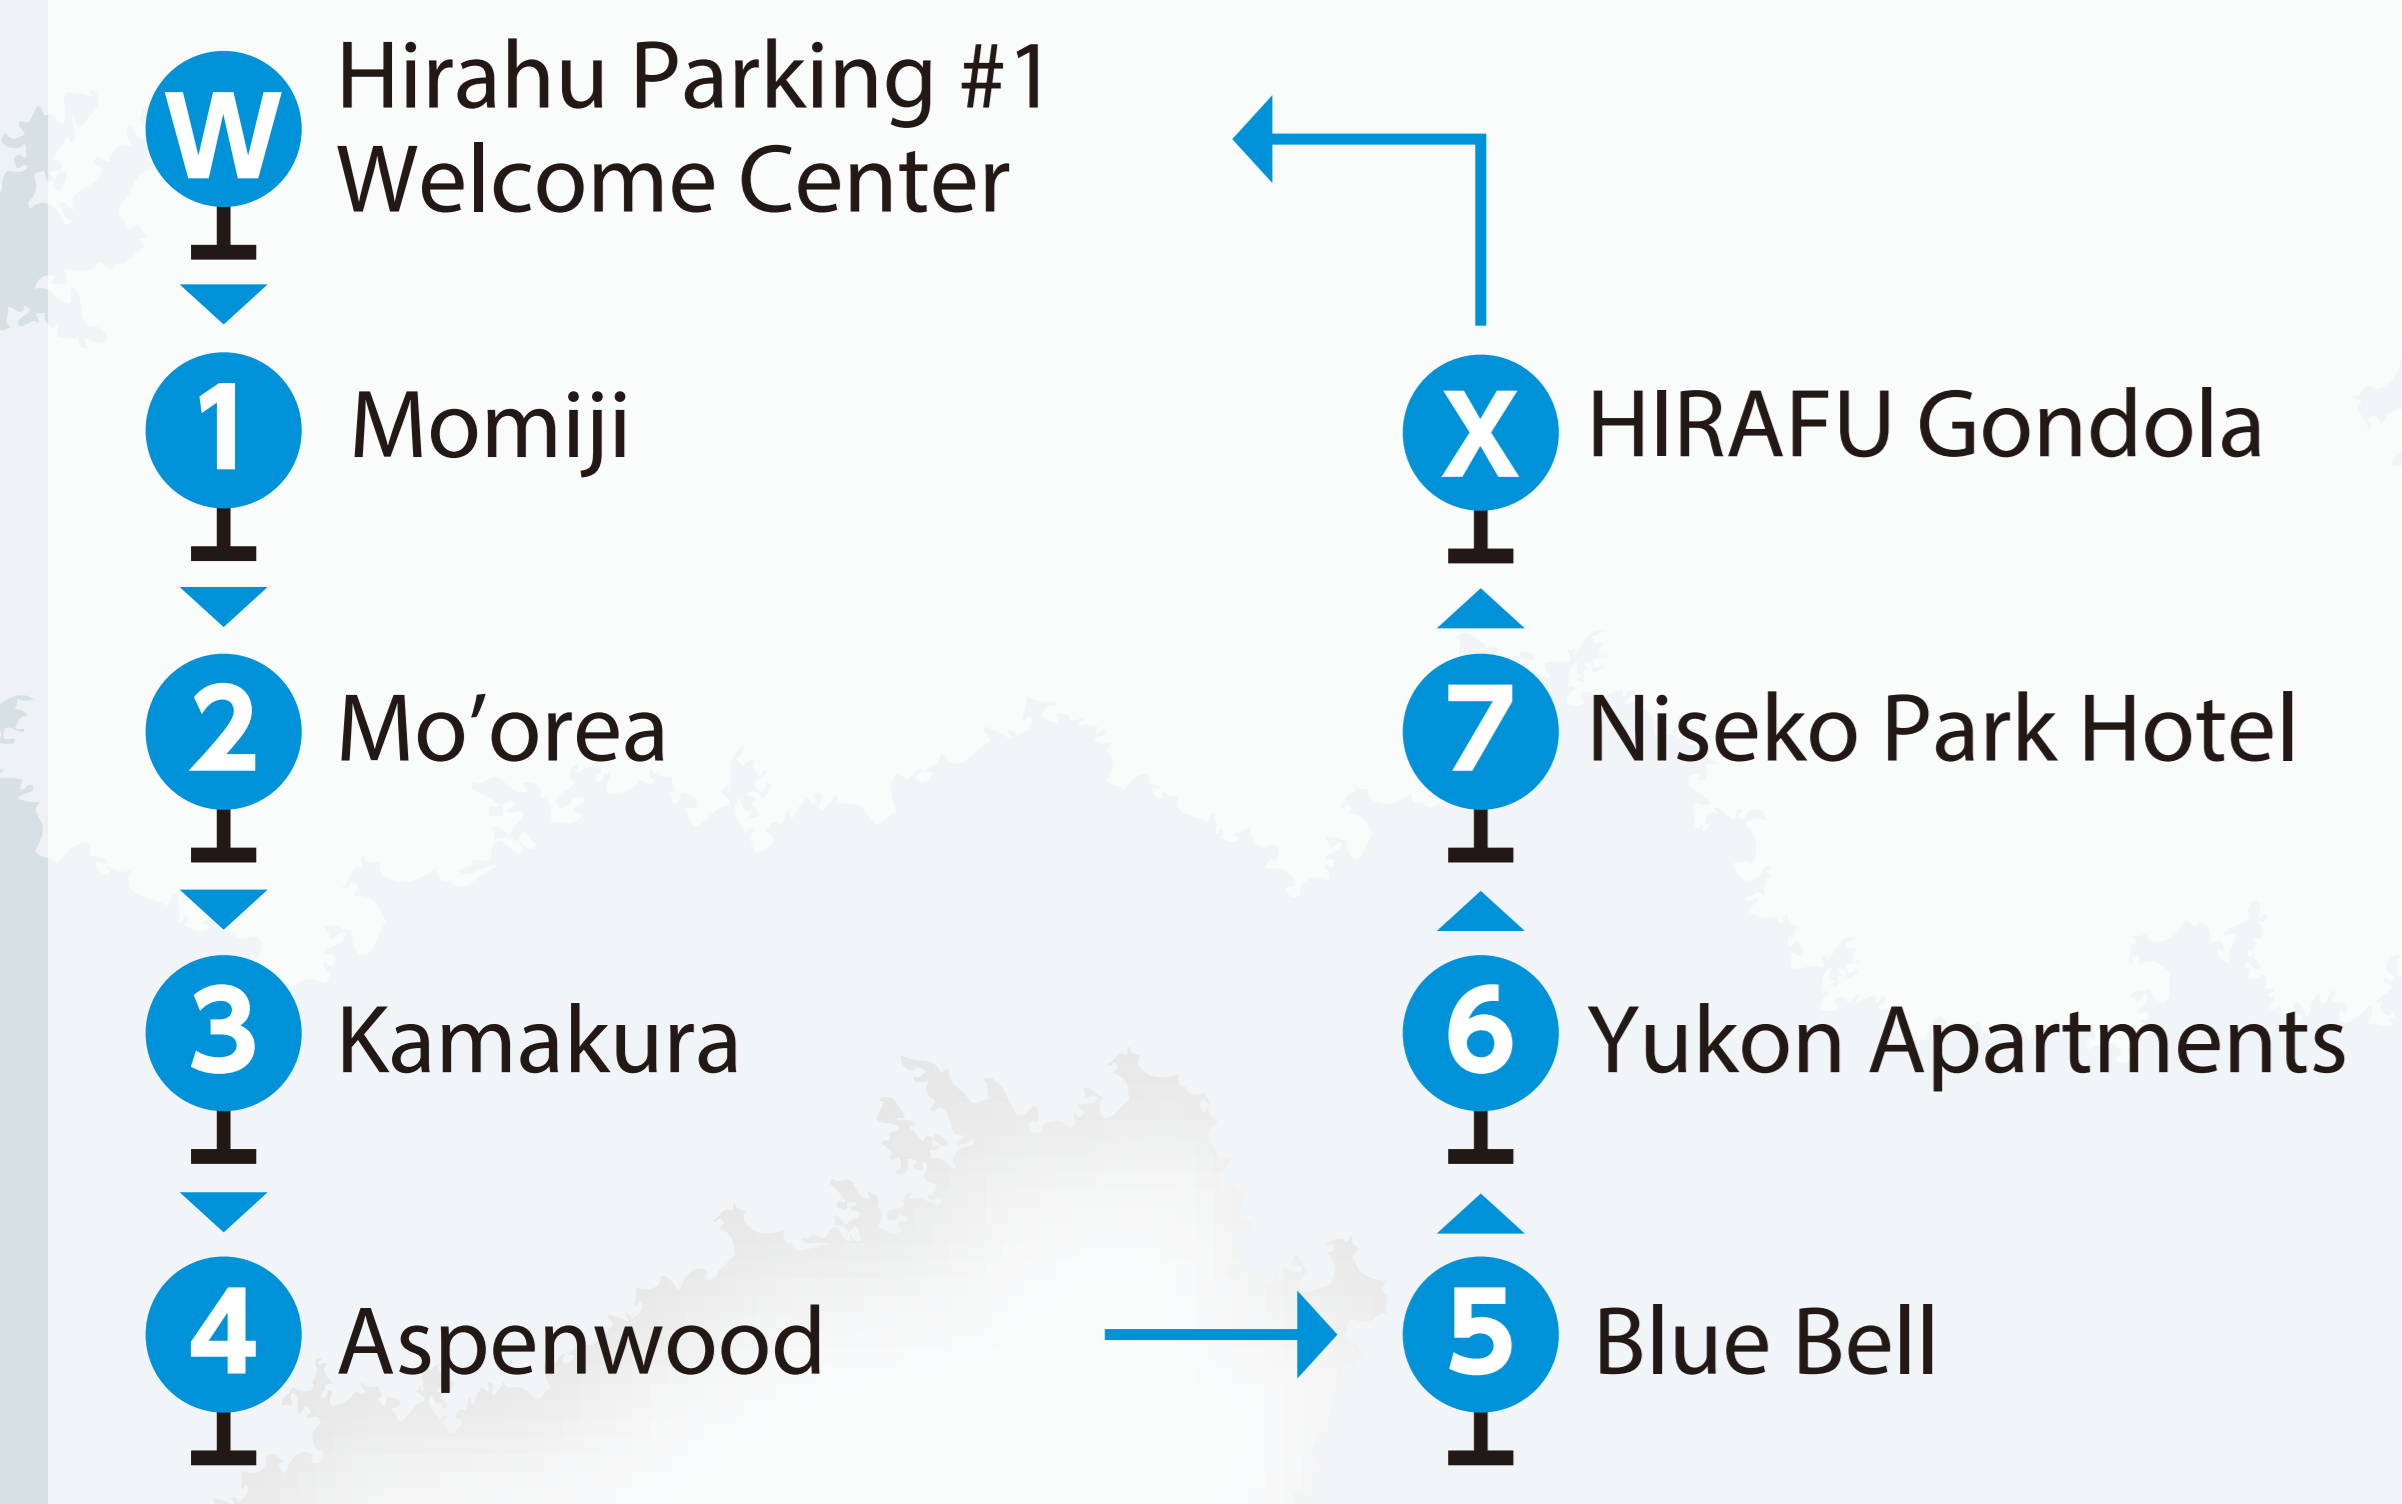 W Hirahu Parking #1
Welcome Center
1 Momiji
2 Mo’orea
3 Kamakura
4 Aspenwood
5 Blue Bell
6 Yukon Apartments
7 Niseko Park Hotel
X HIRAFU Gondola